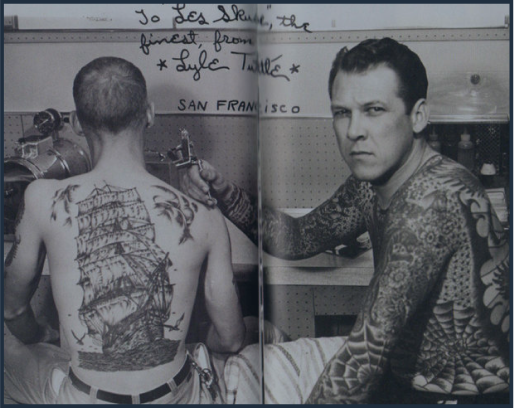 To "Les Skuse", the
finest, from
*Lyle Tuttle*
SAN FRANCISCO